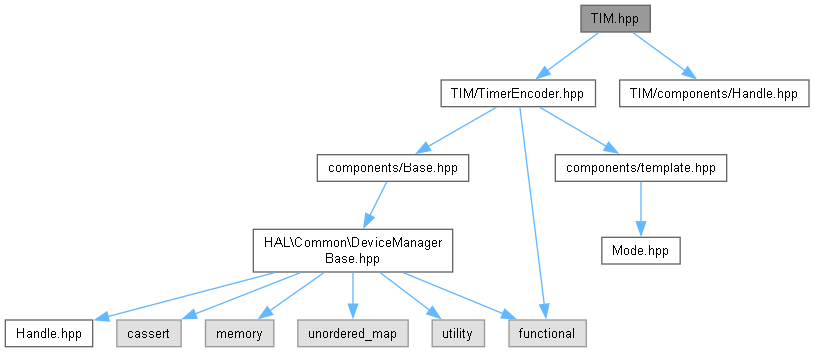 TIM.hpp
TIM/TimerEncoder.hpp
TIM/components/Handle.hpp
components/Base.hpp
components/template.hpp
HAL\Common\DeviceManager
Base.hpp
Mode.hpp
Handle.hpp
cassert
memory
unordered_map
utility
functional